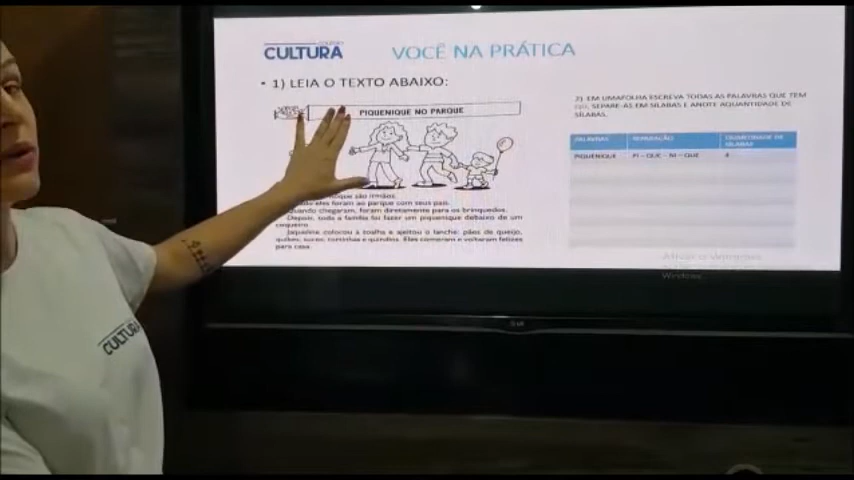 CULTURA
VOCÊ NA PRÁTICA
• 1) LEIA O TEXTO ABAIXO:
PIQUENIQUE NO PARQUE
são irmãos.
eles foram ao parque com seus pais.
Quando chegaram, foram diretamente para os brinquedos.
Depois, toda a família foi fazer um piquenique debaixo de um
coqueiro.
Jaqueline colocou a toalha e ajeitou o lanche: pães de queijo,
quibes, sucos, tortinhas e quindins. Eles comeram e voltaram felizes
para casa.
2) EM UMAFOLHA ESCREVA TODAS AS PALAVRAS QUE TEM
SEPARE-AS EM SÍLABAS E ANOTE AQUANTIDADE DE
SÍLABAS.
PALAVRAS SEPARAÇÃO QUANTIDADE DE
SÍLABAS
PIQUENIQUE PI – QUE – NI – QUE 4
Windows
CULTURA